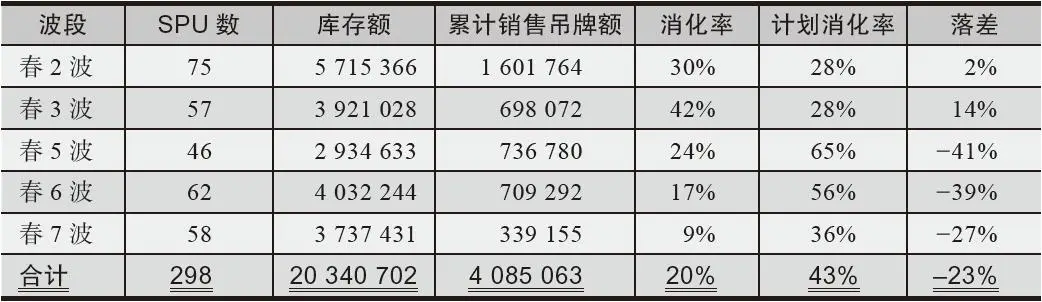 波段 SPU 数 库存额 累计销售吊牌额 消化率 计划消化率 落差
春 2 波 75 5 715 366 1 601 764 30% 28% 2%
春 3 波 57 3 921 028 698 072 42% 28% 14%
春 5 波 46 2 934 633 736 780 24% 65% −41%
春 6 波 62 4 032 244 709 292 17% 56% −39%
春 7 波 58 3 737 431 339 155 9% 36% −27%
合计 298 20 340 702 4 085 063 20% 43% –23%